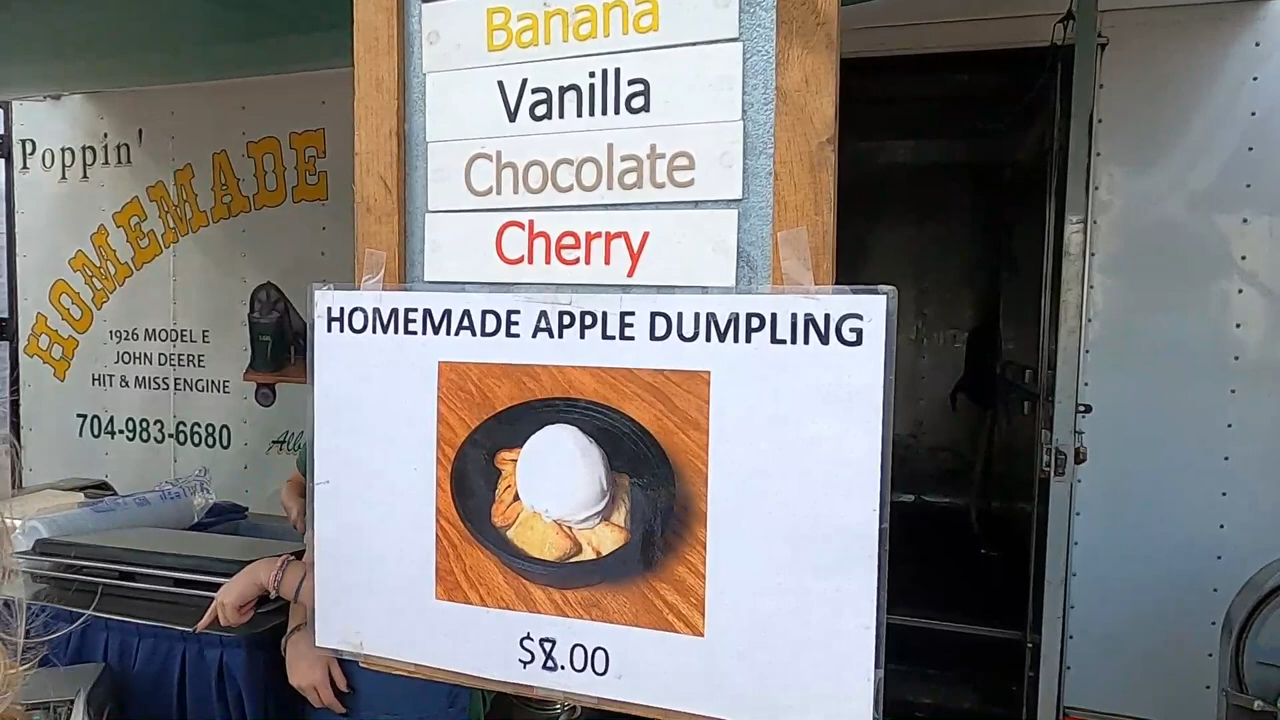 Banana
Vanilla
Chocolate
Cherry
Poppin'
HOMEMADE
1926 MODEL E
JOHN DEERE
HIT & MISS ENGINE
704-983-6680
HOMEMADE APPLE DUMPLING
$8.00